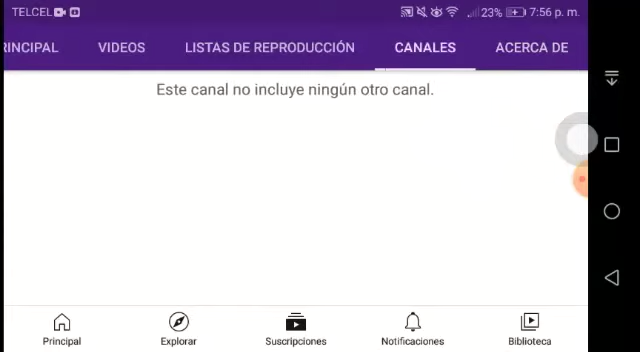 TELCEL 23% 7:56 p. m.
RINCIPAL VIDEOS LISTAS DE REPRODUCCIÓN CANALES ACERCA DE
Este canal no incluye ningún otro canal.
Principal Explorar Suscripciones Notificaciones Biblioteca